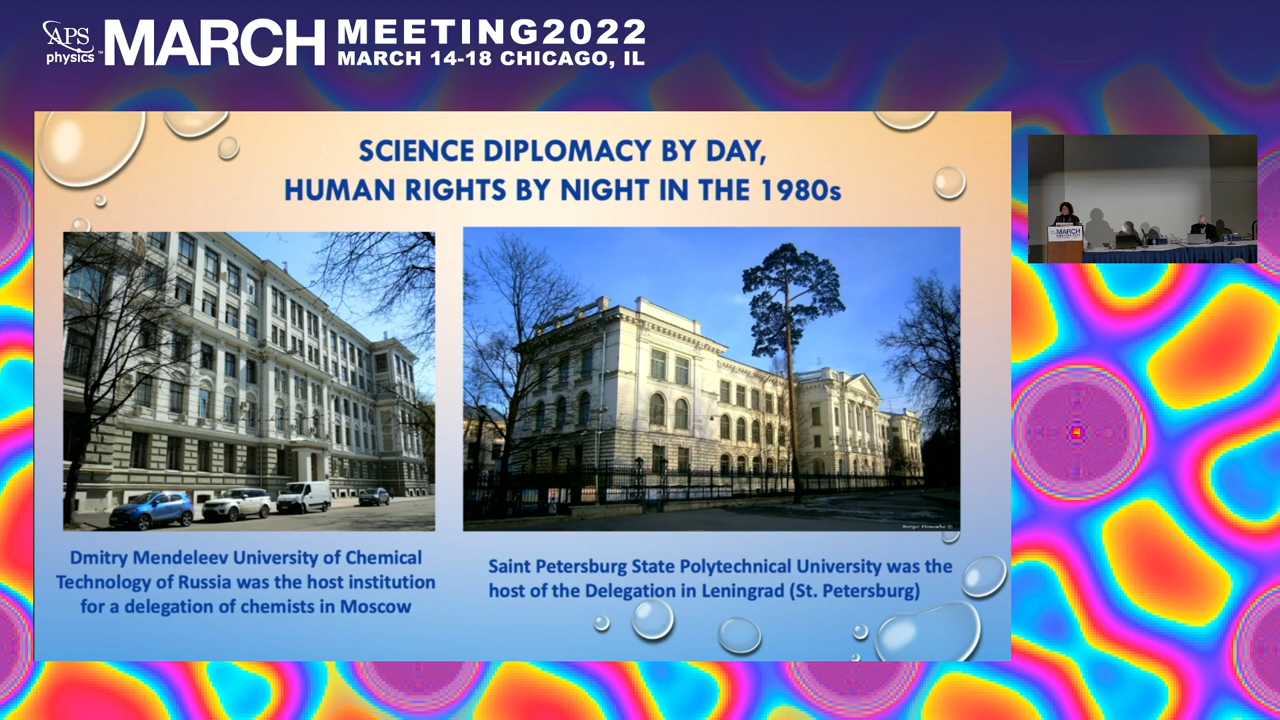 APS
physics
MARCH
MEETING2022
MARCH 14-18 CHICAGO, IL
SCIENCE DIPLOMACY BY DAY,
HUMAN RIGHTS BY NIGHT IN THE 1980s
MARCH
Dmitry Mendeleev University of Chemical
Technology of Russia was the host institution
for a delegation of chemists in Moscow
Saint Petersburg State Polytechnical University was the
host of the Delegation in Leningrad (St. Petersburg)